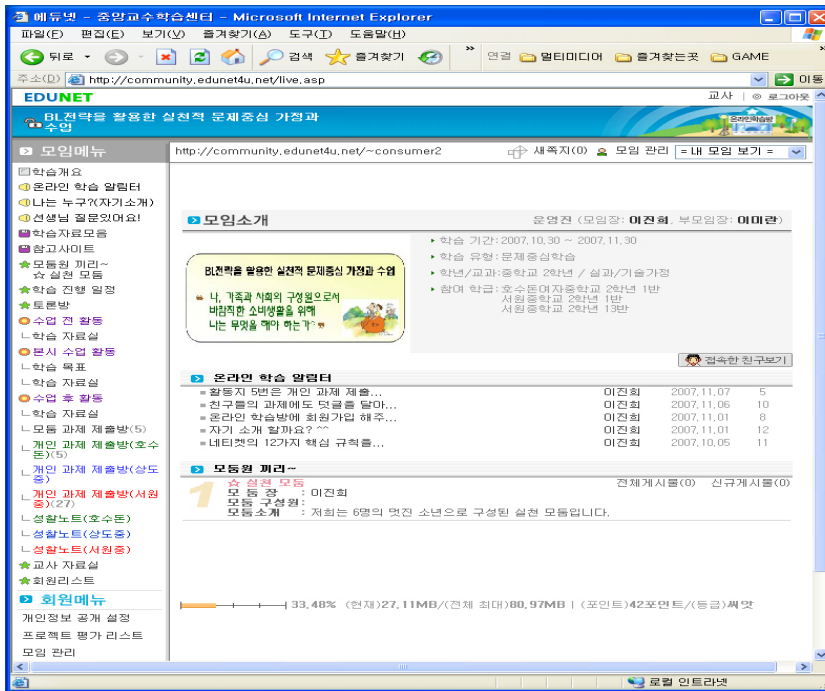 에듀넷 - 중앙교수학습센터 - Microsoft Internet Explorer
파일(F) 편집(E) 보기(V) 즐겨찾기(A) 도구(T) 도움말(H)
뒤로 검색 즐겨찾기 » 연결 멀티미디어 즐겨찾는곳 GAME »
주소(D) http://community.edunet4u.net/live.asp 이동
EDUNET 교사 | ⊙ 로그아웃
BL전략을 활용한 실천적 문제중심 가정과
수업
온라인학습방
모임메뉴 http://community.edunet4u.net/~consumer2 새쪽지(0) 모임 관리 = 내 모임 보기 =
학습개요
온라인 학습 알림터
나는 누구?(자기소개)
선생님 질문있어요!
학습자료모음
참고사이트
★모둠원 끼리~
☆ 실천 모둠
★학습 진행 일정
★토론방
수업 전 활동
ㄴ학습 자료실
본시 수업 활동
ㄴ학습 목표
ㄴ학습 자료실
수업 후 활동
ㄴ학습 자료실
ㄴ모둠 과제 제출방(5)
ㄴ개인 과제 제출방(호수
돈)(5)
ㄴ개인 과제 제출방(상도
중)
ㄴ개인 과제 제출방(서원
중)(27)
ㄴ성찰노트(호수돈)
ㄴ성찰노트(상도중)
ㄴ성찰노트(서원중)
★교사 자료실
★회원리스트
회원메뉴
개인정보 공개 설정
프로젝트 평가 리스트
모임 관리
모임소개 운영진 (모임장: 이진희, 부모임장: 이미란)
BL전략을 활용한 실천적 문제중심 가정과 수업
❝ 나, 가족과 사회의 구성원으로서
바람직한 소비생활을 위해
나는 무엇을 해야 하는가? ❞
학습 기간:2007.10.30 ~ 2007.11.30
학습 유형:문제중심학습
학년/교과:중학교 2학년 / 실과/기술가정
참여 학급:호수돈여자중학교 2학년 1반
서원중학교 2학년 1반
서원중학교 2학년 13반
접속한 친구보기
온라인 학습 알림터
활동지 5번은 개인 과제 제출... 이진희 2007.11.07 5
친구들의 과제에도 덧글을 달아... 이진희 2007.11.06 10
온라인 학습방에 회원가입 해주... 이진희 2007.11.01 8
자기 소개 할까요? ^^ 이진희 2007.11.01 12
네티켓의 12가지 핵심 규칙을... 이진희 2007.10.05 11
모둠원 끼리~
1 ☆ 실천 모둠 전체게시물(0) 신규게시물(0)
모 둠 장 : 이진희
모둠 구성원:
모둠소개 : 저희는 6명의 멋진 소년으로 구성된 실천 모둠입니다.
33.48% (현재)27.11MB/(전체 최대)80.97MB | (포인트)42포인트/(등급)씨앗
로컬 인트라넷